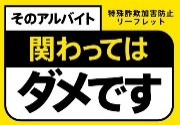 そのアルバイト
特殊詐欺加害防止
リーフレット
関わっては
ダメです